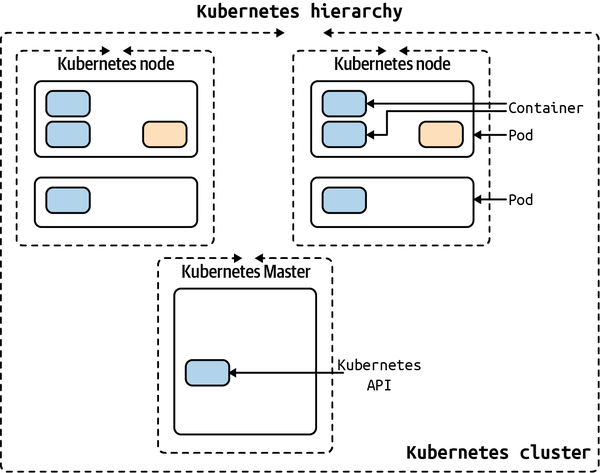 Kubernetes hierarchy
Kubernetes node
Kubernetes node
Container
Pod
Pod
Kubernetes Master
Kubernetes
API
Kubernetes cluster